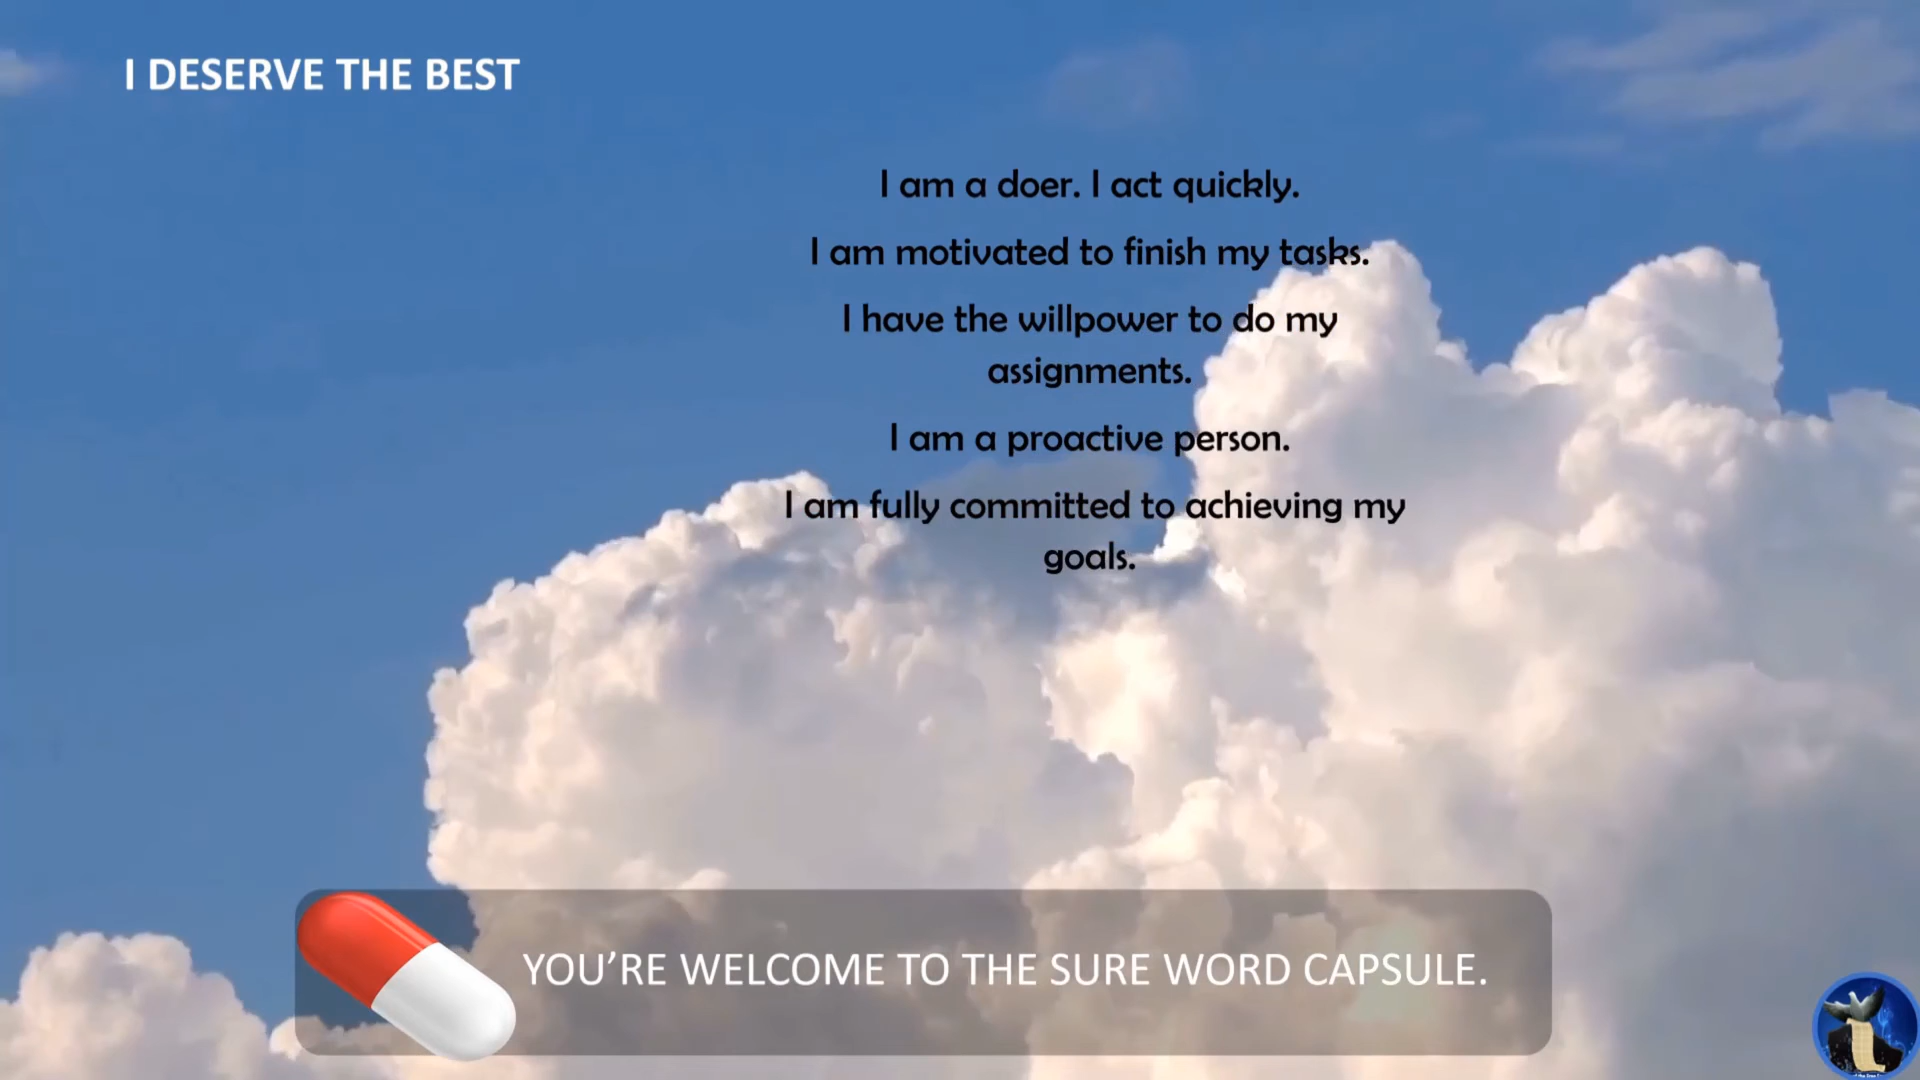 I DESERVE THE BEST
I am a doer. I act quickly.
I am motivated to finish my tasks.
I have the willpower to do my
assignments.
I am a proactive person.
I am fully committed to achieving my
goals.
YOU’RE WELCOME TO THE SURE WORD CAPSULE.